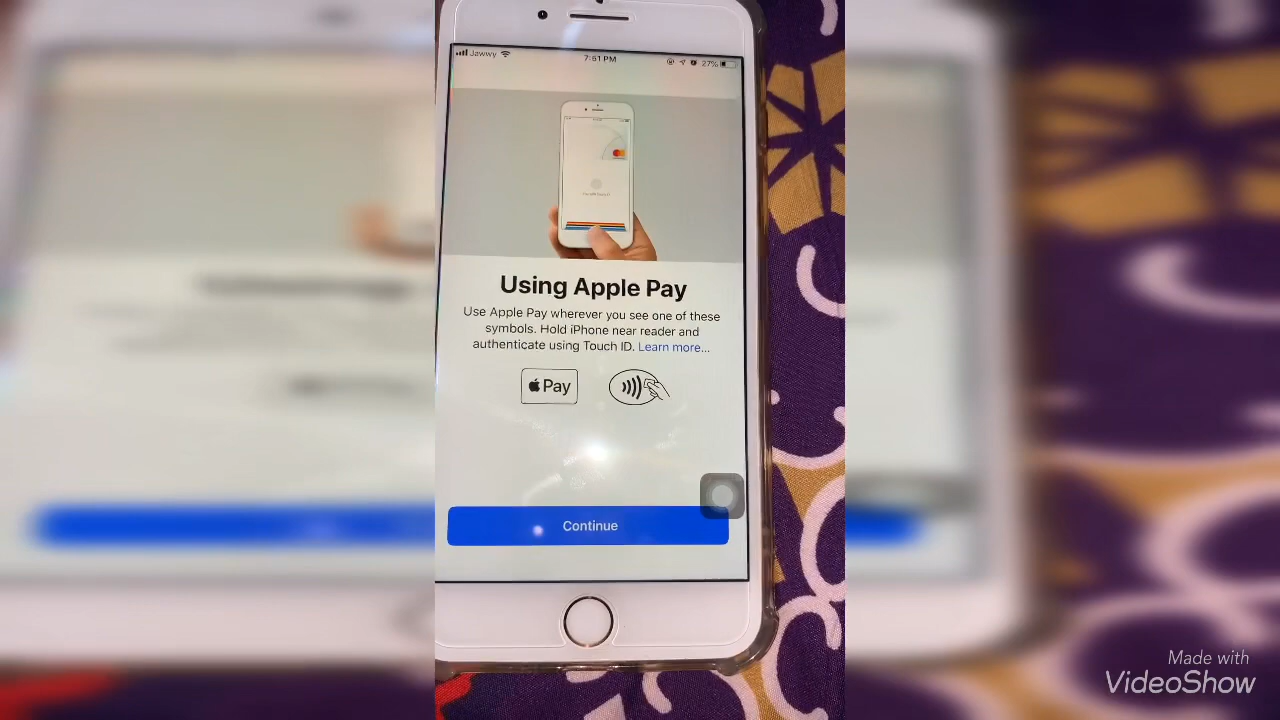 Jawwy 7:51 PM 27%
Using Apple Pay
Use Apple Pay wherever you see one of these
symbols. Hold iPhone near reader and
authenticate using Touch ID. Learn more...
Pay
Continue
Made with
VideoShow